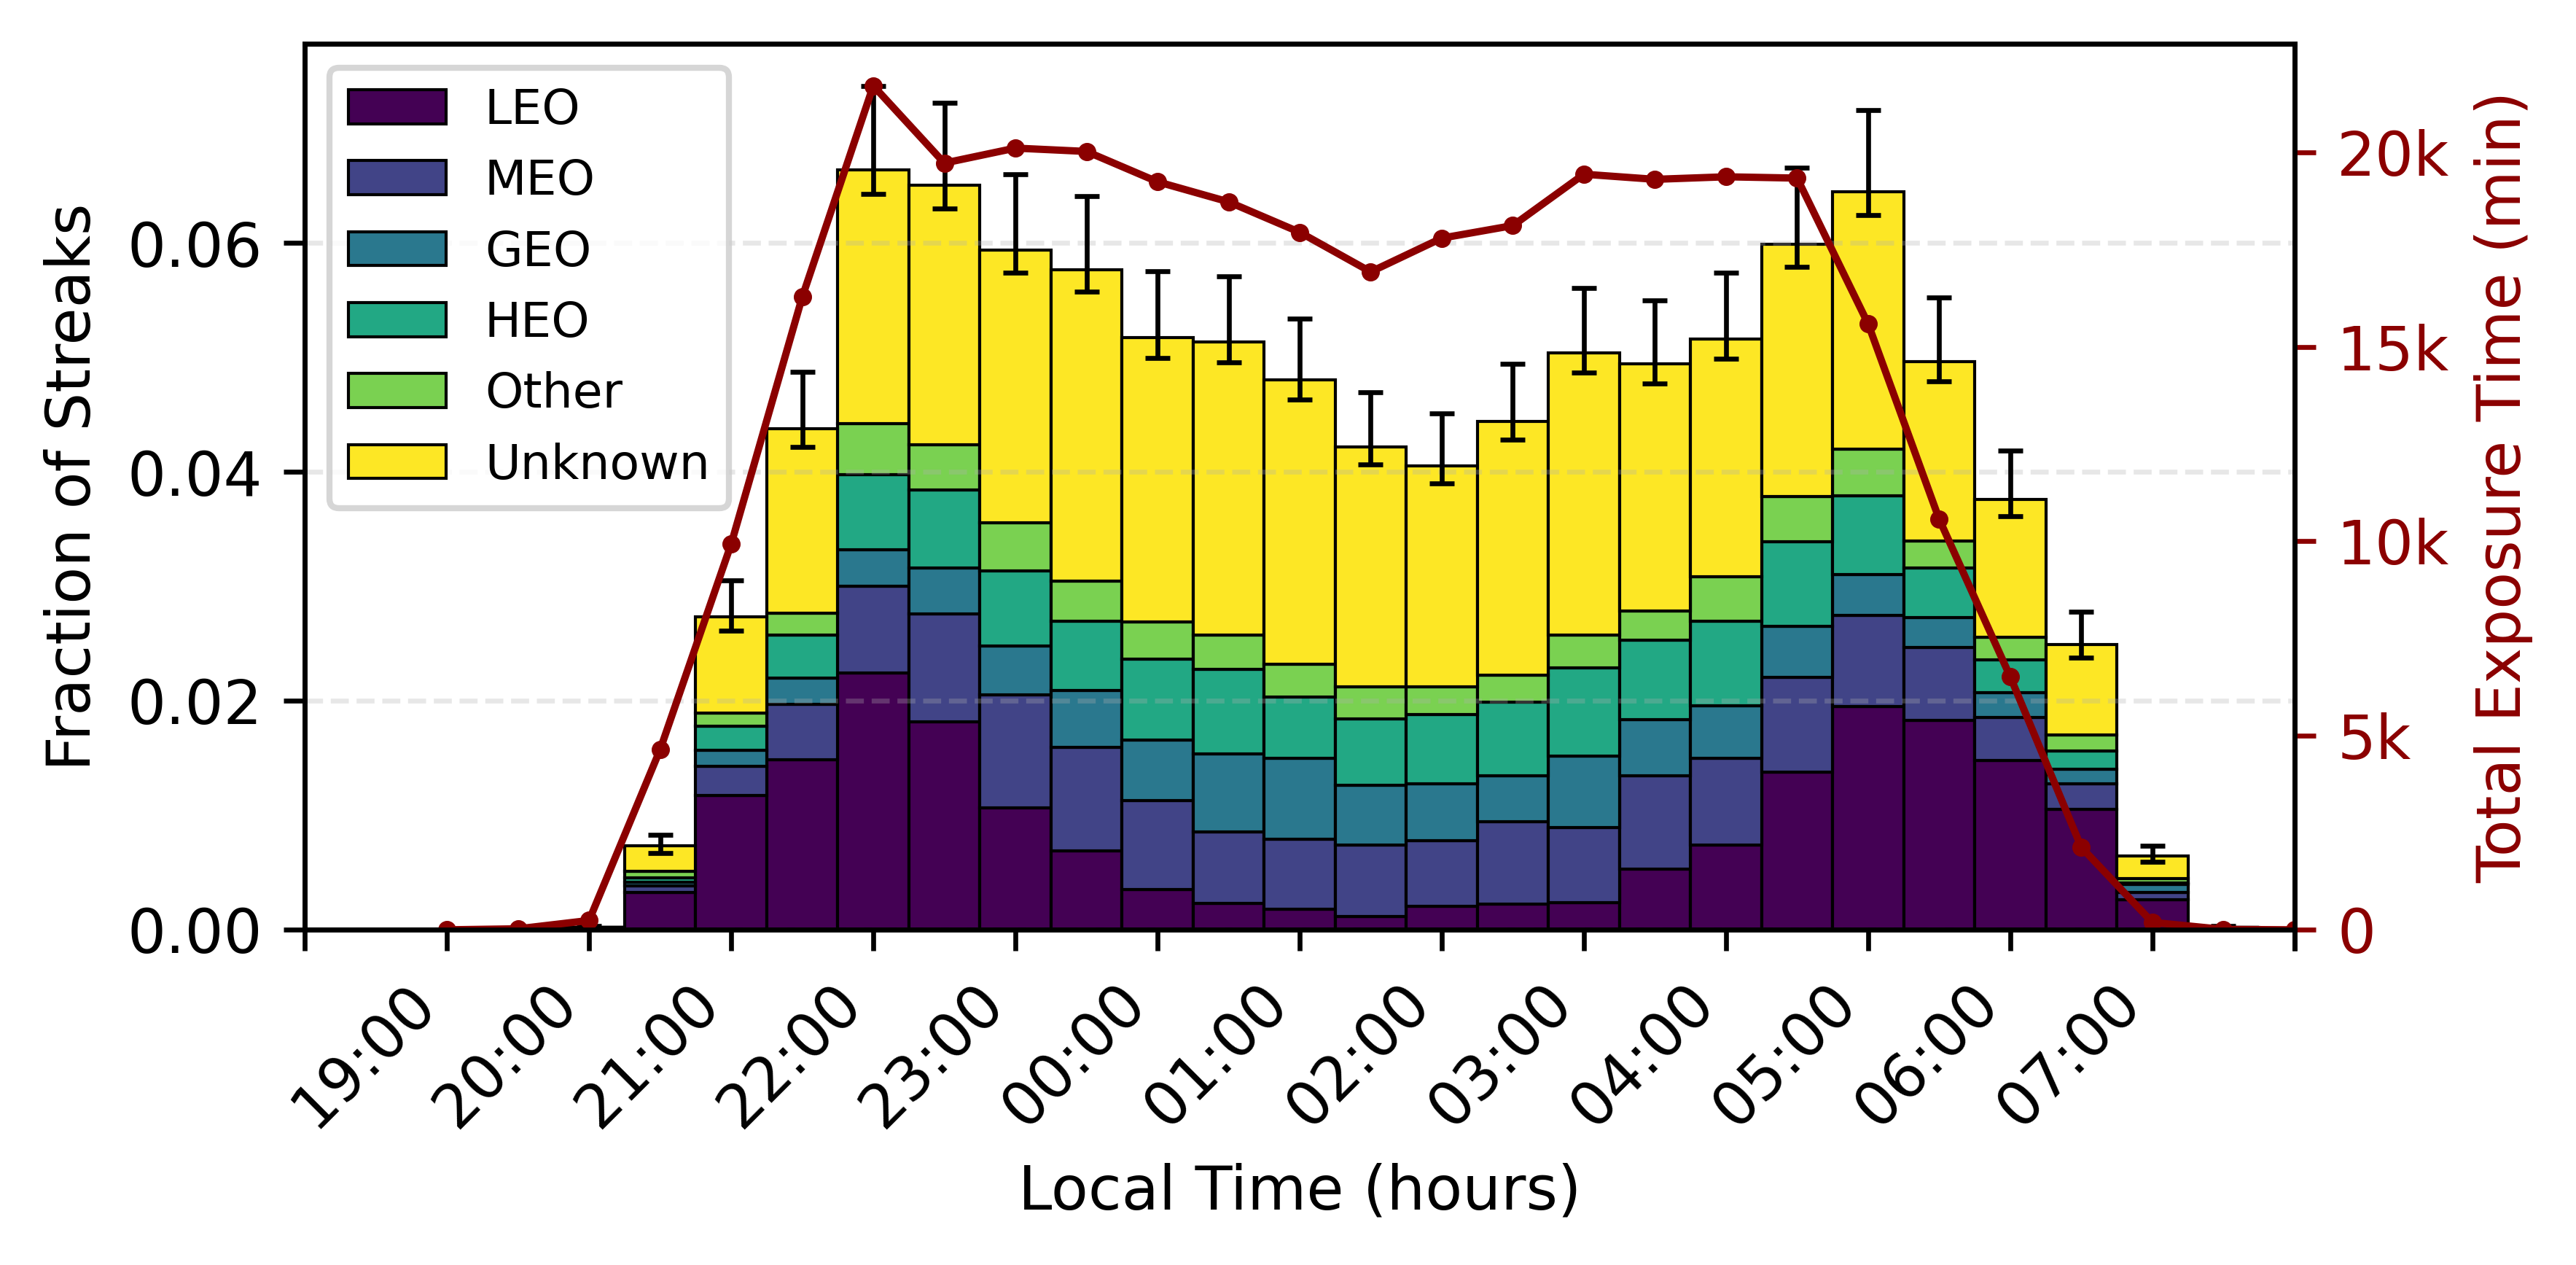 LEO
MEO
GEO
HEO
Other
Unknown
Fraction of Streaks
0.06
0.04
0.02
0.00
Total Exposure Time (min)
20k
15k
10k
5k
0
19:00
20:00
21:00
22:00
23:00
00:00
01:00
02:00
03:00
04:00
05:00
06:00
07:00
Local Time (hours)